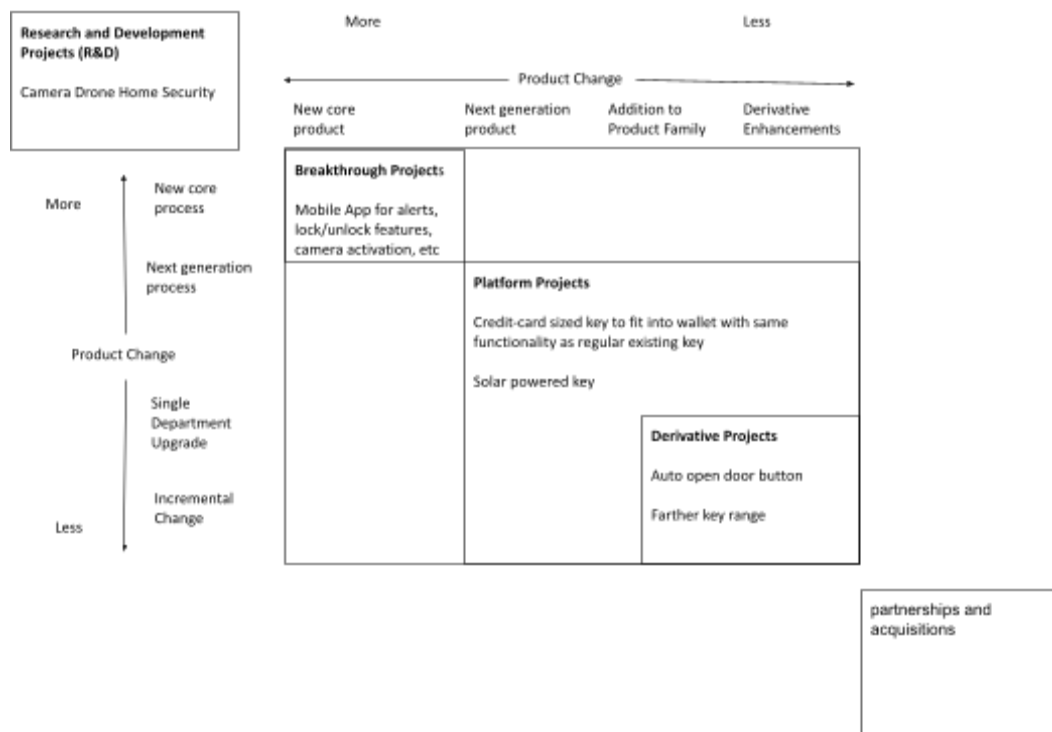 Research and Development
Projects (R&D)
Camera Drone Home Security
More
Less
Product Change
New core
product
Next generation
product
Addition to
Product Family
Derivative
Enhancements
More
New core
process
Next generation
process
Product Change
Single
Department
Upgrade
Incremental
Change
Less
Breakthrough Projects
Mobile App for alerts,
lock/unlock features,
camera activation, etc
Platform Projects
Credit-card sized key to fit into wallet with same
functionality as regular existing key
Solar powered key
Derivative Projects
Auto open door button
Farther key range
partnerships and
acquisitions